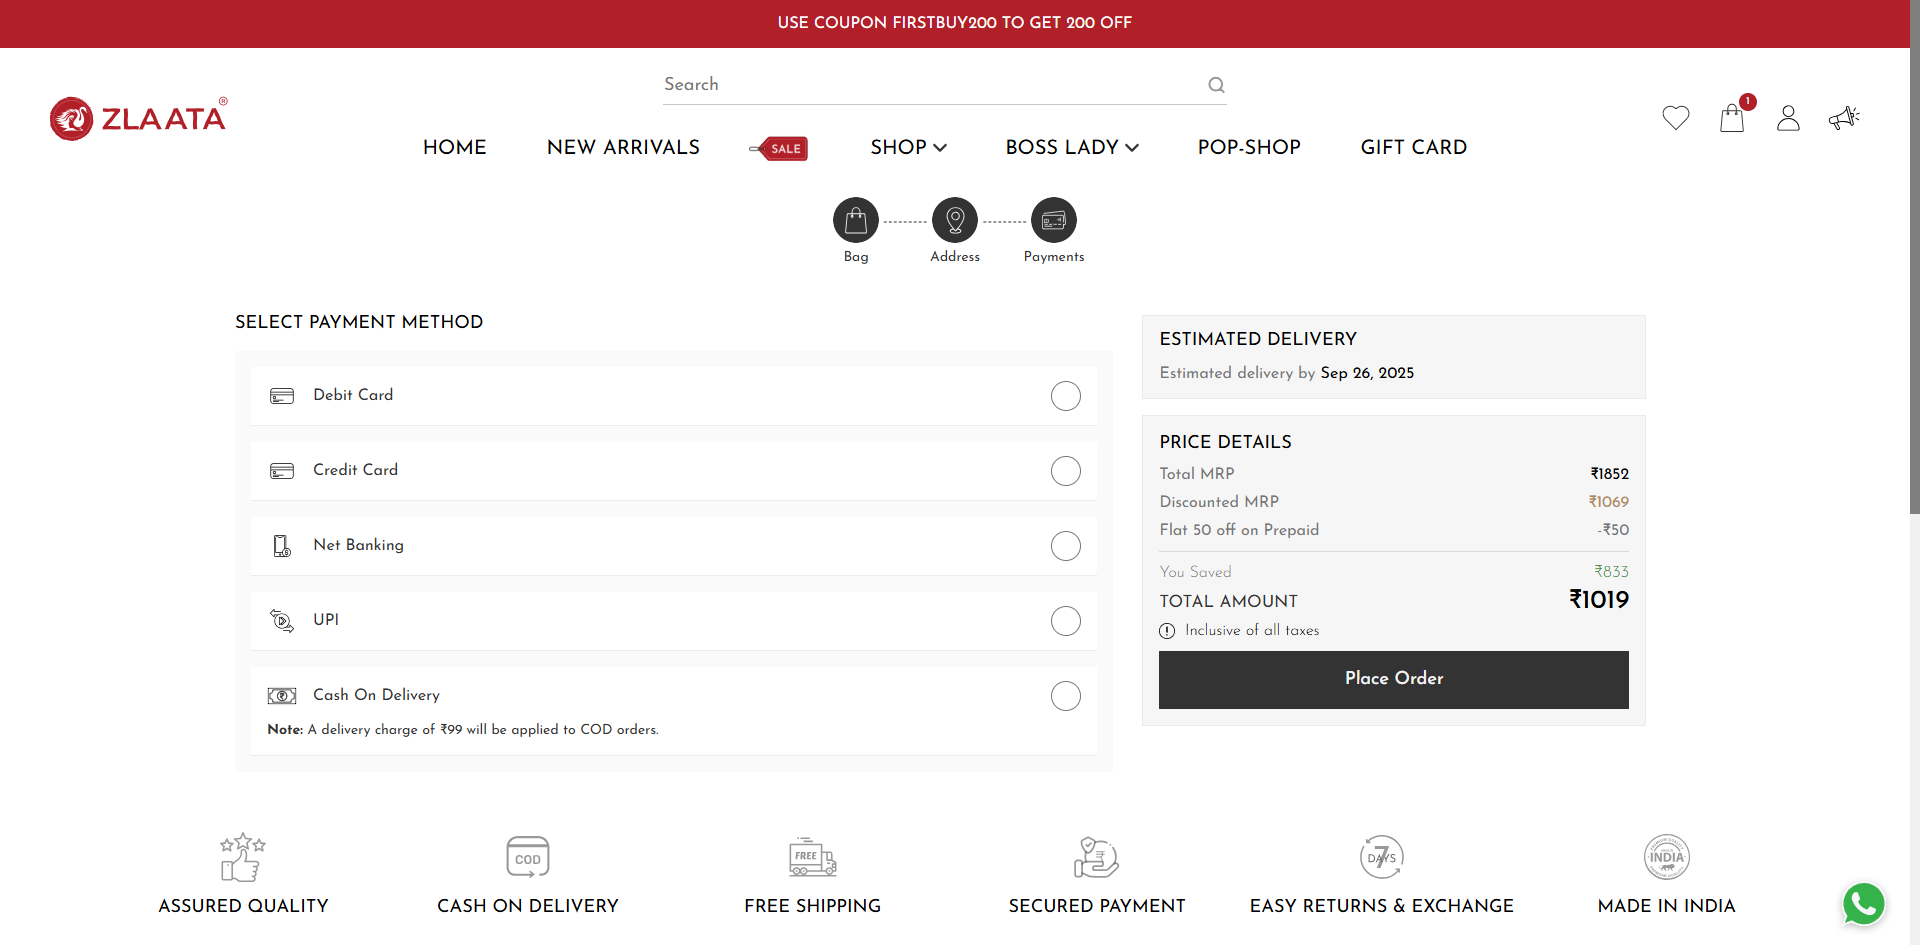 USE COUPON FIRSTBUY200 TO GET 200 OFF
Search
ZLAATA®
1
HOME
NEW ARRIVALS
SALE
SHOP
BOSS LADY
POP-SHOP
GIFT CARD
Bag
Address
Payments
SELECT PAYMENT METHOD
Debit Card
Credit Card
Net Banking
UPI
Cash On Delivery
Note: A delivery charge of ₹99 will be applied to COD orders.
ESTIMATED DELIVERY
Estimated delivery by Sep 26, 2025
PRICE DETAILS
Total MRP ₹1852
Discounted MRP ₹1069
Flat 50 off on Prepaid -₹50
You Saved ₹833
TOTAL AMOUNT ₹1019
Inclusive of all taxes
Place Order
COD
FREE
7
DAYS
INDIA
ASSURED QUALITY
CASH ON DELIVERY
FREE SHIPPING
SECURED PAYMENT
EASY RETURNS & EXCHANGE
MADE IN INDIA